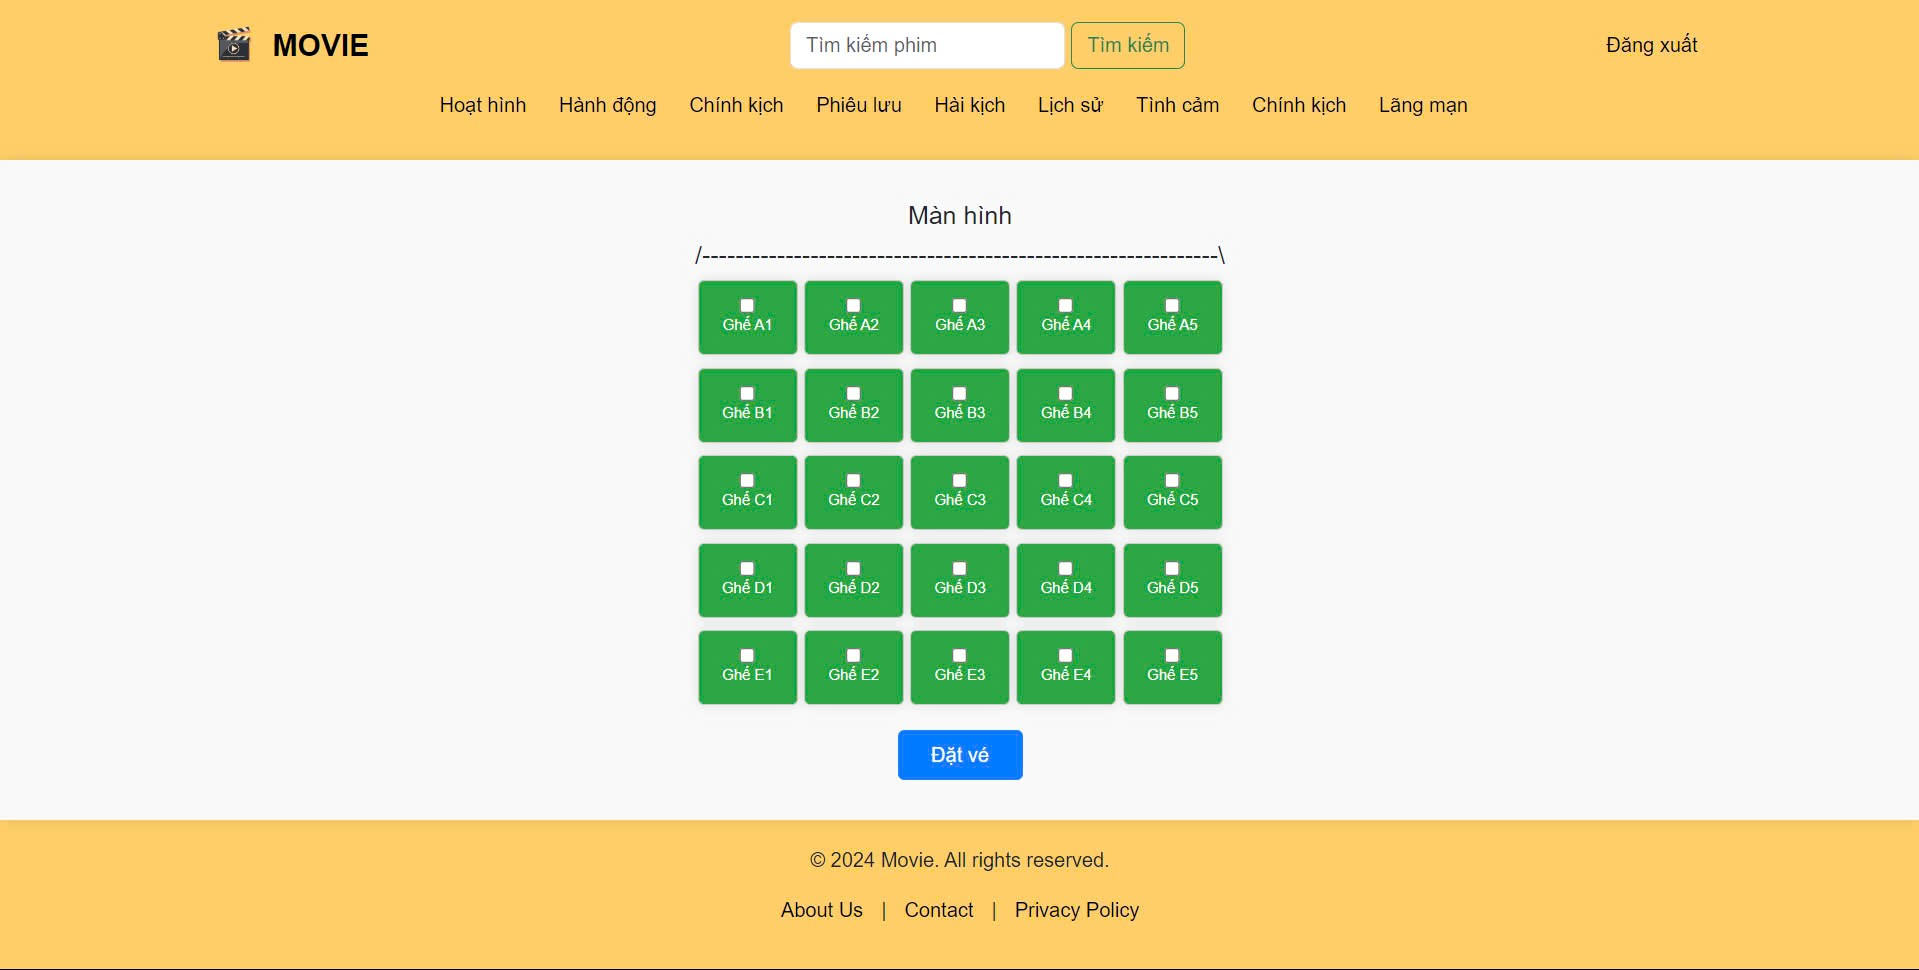 MOVIE Tìm kiếm phim Tìm kiếm Đăng xuất
Hoạt hình Hành động Chính kịch Phiêu lưu Hài kịch Lịch sử Tình cảm Chính kịch Lãng mạn
Màn hình
/--------------------------------------------------------------\
Ghế A1 Ghế A2 Ghế A3 Ghế A4 Ghế A5
Ghế B1 Ghế B2 Ghế B3 Ghế B4 Ghế B5
Ghế C1 Ghế C2 Ghế C3 Ghế C4 Ghế C5
Ghế D1 Ghế D2 Ghế D3 Ghế D4 Ghế D5
Ghế E1 Ghế E2 Ghế E3 Ghế E4 Ghế E5
Đặt vé
© 2024 Movie. All rights reserved.
About Us | Contact | Privacy Policy